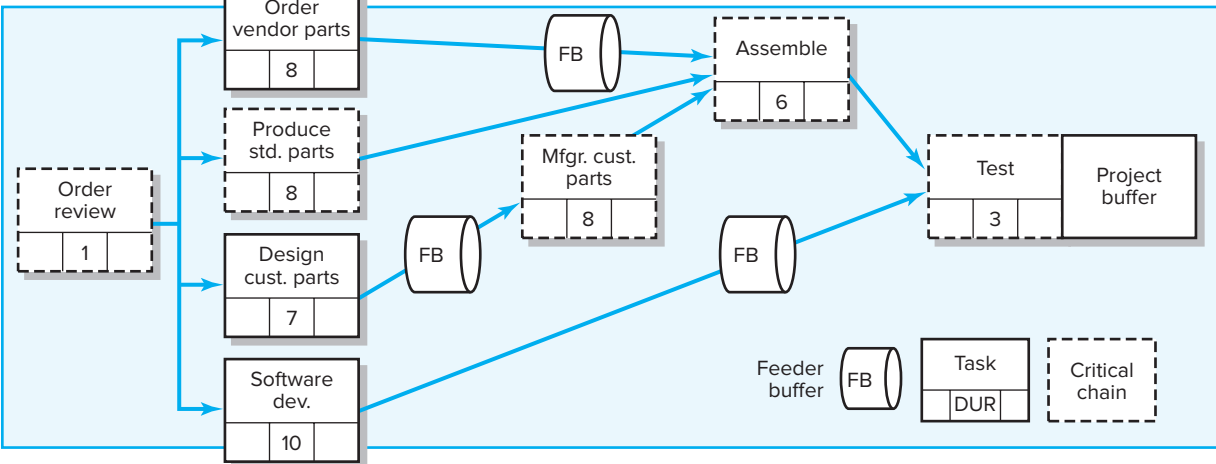 Order
vendor parts
8
FB
Assemble
6
Produce
std. parts
8
Mfgr. cust.
parts
8
Test
3
Project
buffer
Order
review
1
Design
cust. parts
7
FB
FB
Software
dev.
10
Feeder
buffer
FB
Task
DUR
Critical
chain